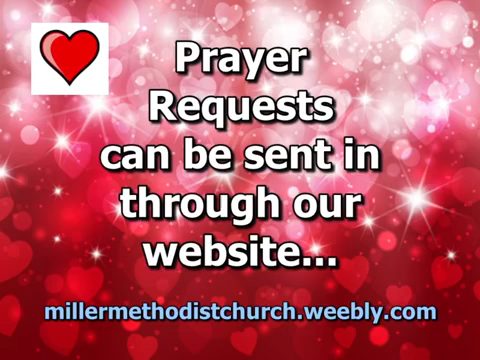 Prayer
Requests
can be sent in
through our
website...
millermethodistchurch.weebly.com